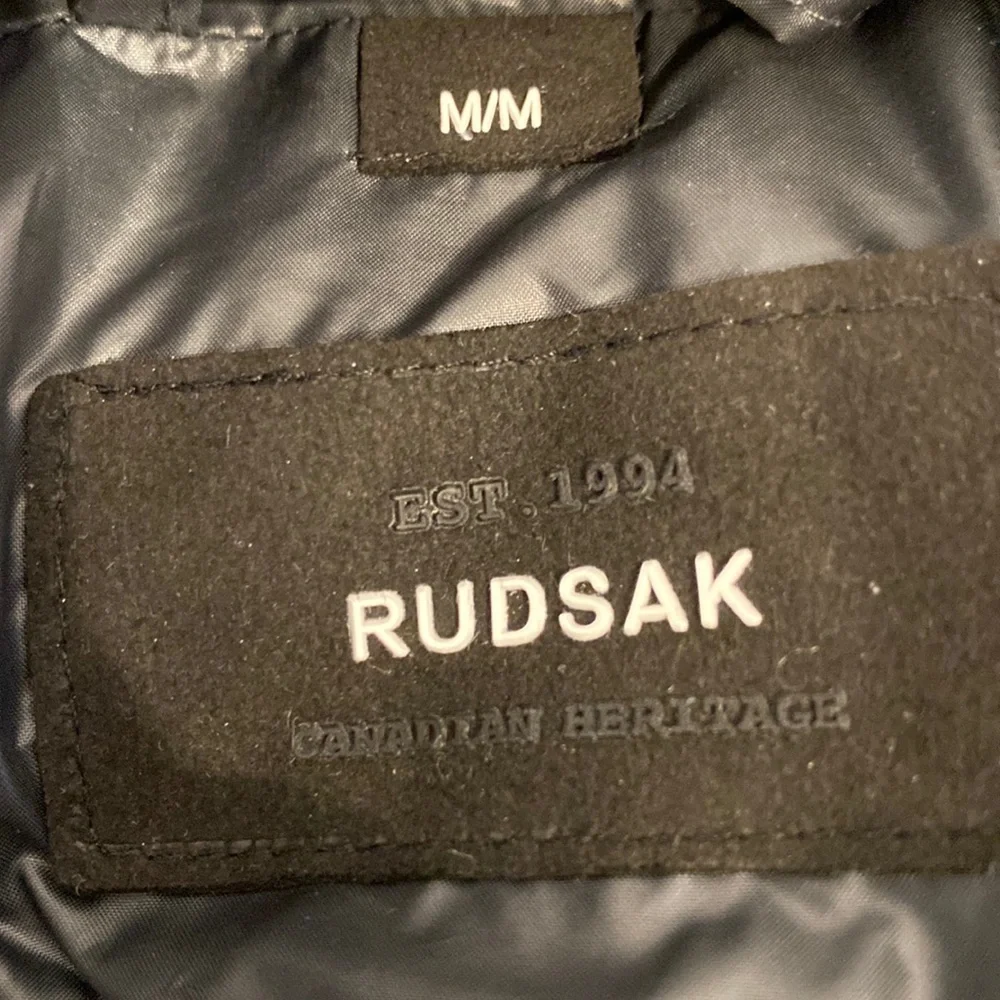 M/M
EST.1994
RUDSAK
CANADIAN HERITAGE